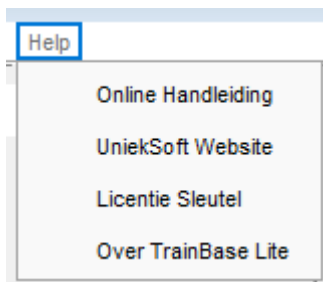 Help
Online Handleiding
UniekSoft Website
Licentie Sleutel
Over TrainBase Lite